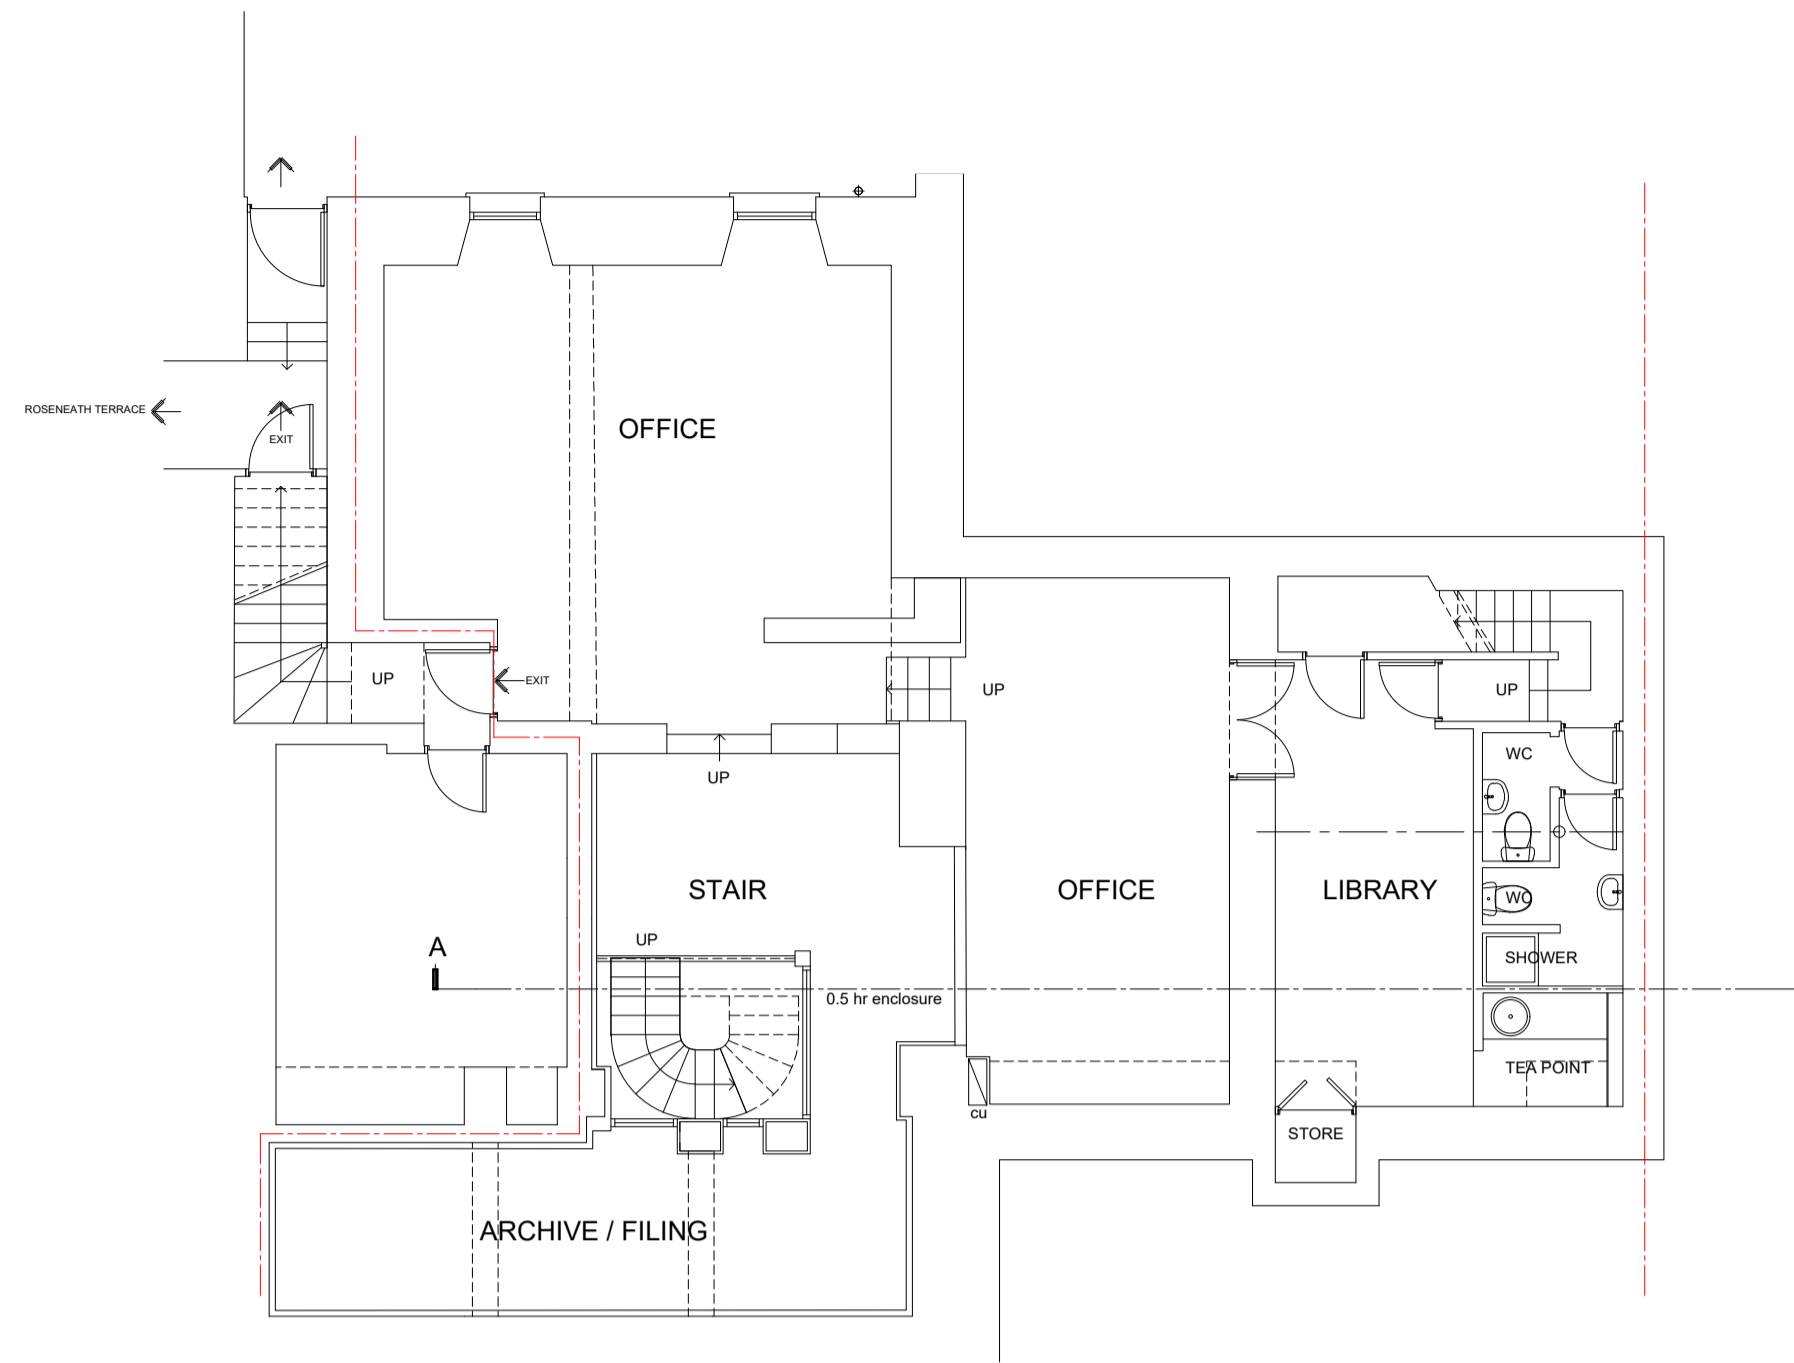 ROSENEATH TERRACE
EXIT
OFFICE
UP
EXIT
UP
UP
UP
WC
STAIR
OFFICE
LIBRARY
WC
UP
A
SHOWER
0.5 hr enclosure
TEA POINT
cu
STORE
ARCHIVE / FILING